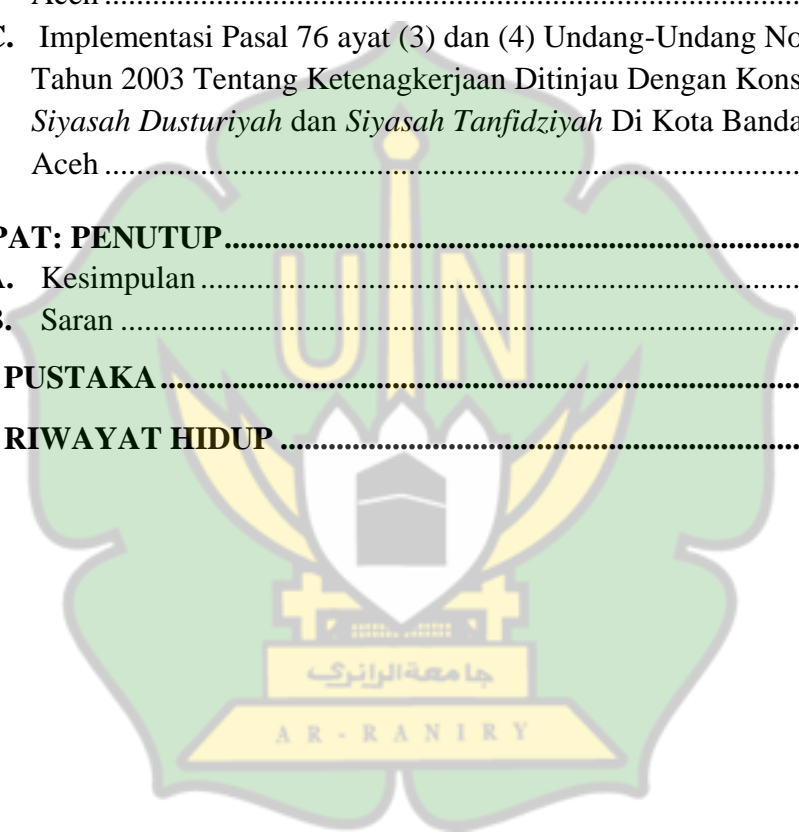 Aceh ..........................................................................................
C. Implementasi Pasal 76 ayat (3) dan (4) Undang-Undang No
Tahun 2003 Tentang Ketenagkerjaan Ditinjau Dengan Kons
Siyasah Dusturiyah dan Siyasah Tanfidziyah Di Kota Banda
Aceh ..........................................................................................
PAT: PENUTUP..........................................................................
A. Kesimpulan ..........................................................................
B. Saran ..........................................................................
PUSTAKA ..........................................................................
RIWAYAT HIDUP ..........................................................................
UIN
جامعة الرانري
AR-RANIRY